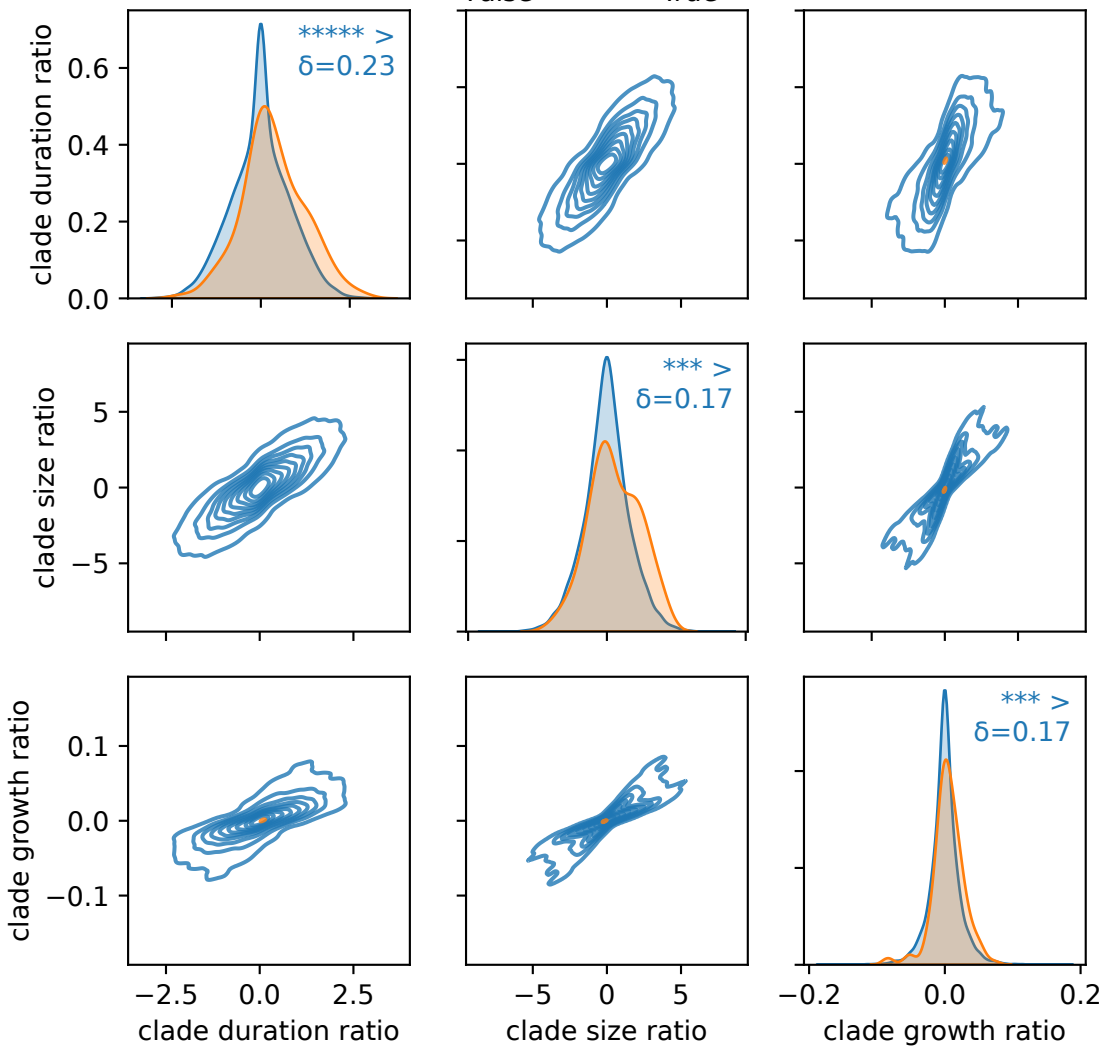 ***** >
δ=0.23
clade duration ratio
0.6
0.4
0.2
0.0
*** >
δ=0.17
clade size ratio
5
0
−5
*** >
δ=0.17
clade growth ratio
0.1
0.0
−0.1
−2.5 0.0 2.5
−5 0 5
−0.2 0.0 0.2
clade duration ratio
clade size ratio
clade growth ratio